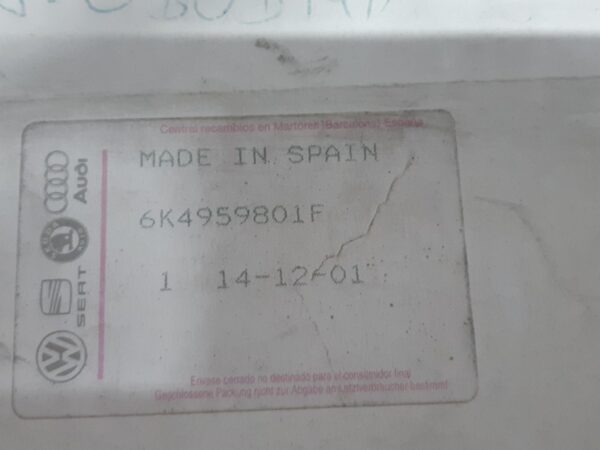 Central recambios en Martorell (Barcelona) España
MADE IN SPAIN
Audi
6K4959801F
1 14-12-01
SEAT
Envase cerrado no destinado para el consumidor final
Geschlossene Packung nicht zur Abgabe an Letztverbraucher bestimmt